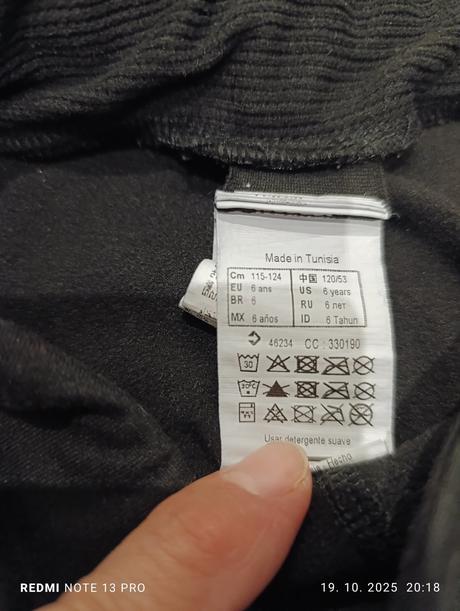 Made in Tunisia
Cm 115-124 中国 120/53
EU 6 ans US 6 years
BR 6 RU 6 лет
MX 6 años ID 6 Tahun
46234 CC : 330190
30
30°C
Usar detergente suave
Hecho
REDMI NOTE 13 PRO
19. 10. 2025 20:18